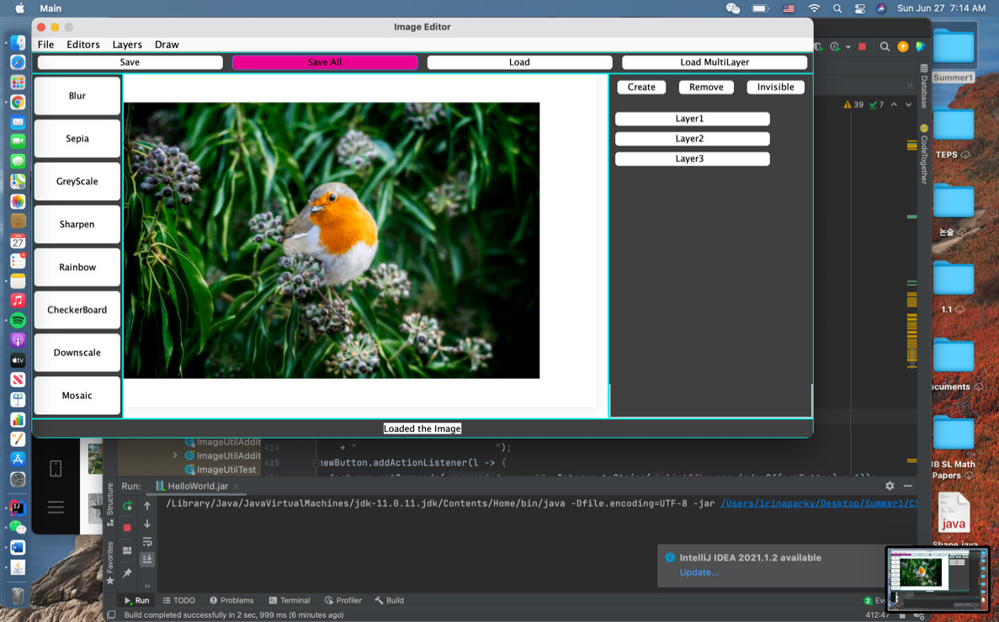 Main
Sun Jun 27 7:14 AM
Image Editor
File Editors Layers Draw
Save Save All Load Load MultiLayer
Blur
Sepia
GreyScale
Sharpen
Rainbow
CheckerBoard
Downscale
Mosaic
Create Remove Invisible
Layer1
Layer2
Layer3
Loaded the Image
39 7
Database
CodeTogether
Summer1
TEPS
논술
1.1
ocuments
IB SL Math
Papers
java
Shape.java
27
tv
ImageUtilAddit
ImageUtilAddit
ImageUtilTest
414 + " ");
415 newButton.addActionListener(l -> {
Run: HelloWorld.jar
Structure
Favorites
/Library/Java/JavaVirtualMachines/jdk-11.0.11.jdk/Contents/Home/bin/java -Dfile.encoding=UTF-8 -jar /Users/irinaparky/Desktop/Summer1/CS
IntelliJ IDEA 2021.1.2 available
Update...
Run TODO Problems Terminal Profiler Build
2 Eve
Build completed successfully in 2 sec, 999 ms (6 minutes ago)
412:47